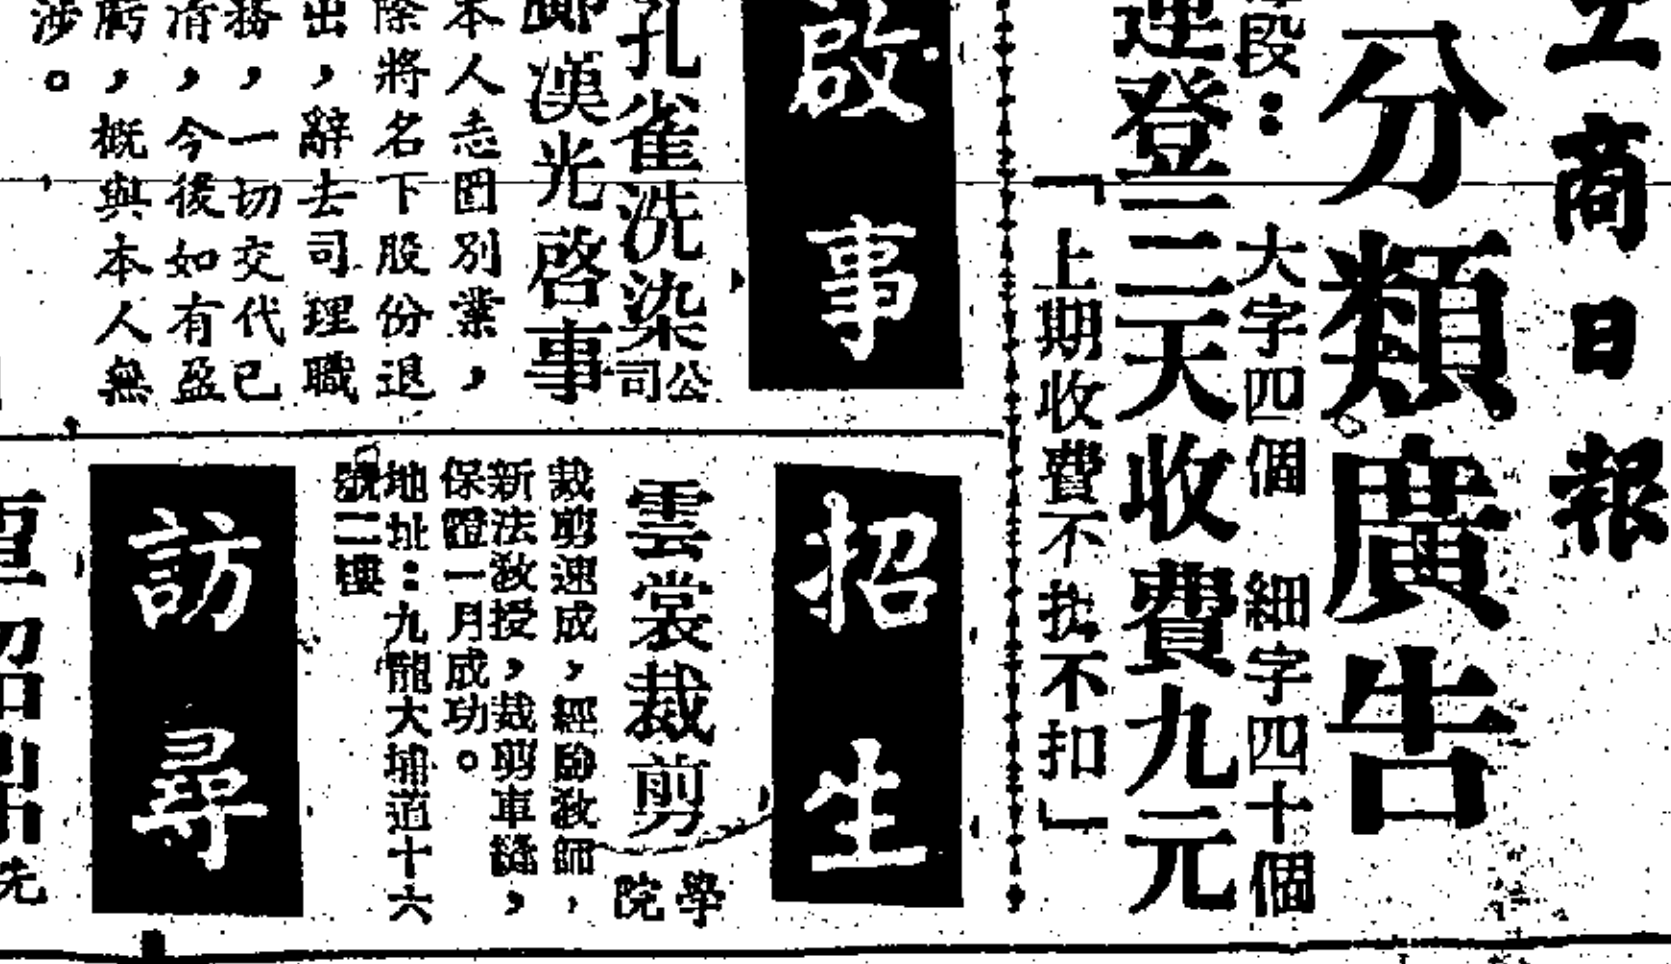 工商日報
分類廣告
段：大字四個 細字四十個
連登三天收費九元
「上期收費不折不扣」
啟事
孔雀洗染公司
鄭漢光啓事
本人志圖別業，
除將名下股份退
出，辭去司理職
務，一切交代已
清，今後如有盈
虧，概與本人無
涉。
招生
雲裳裁剪學院
裁剪速成，經驗教師，
新法教授，裁剪車縫，
保證一月成功。
地址：九龍大埔道十六
號二樓
訪尋
先